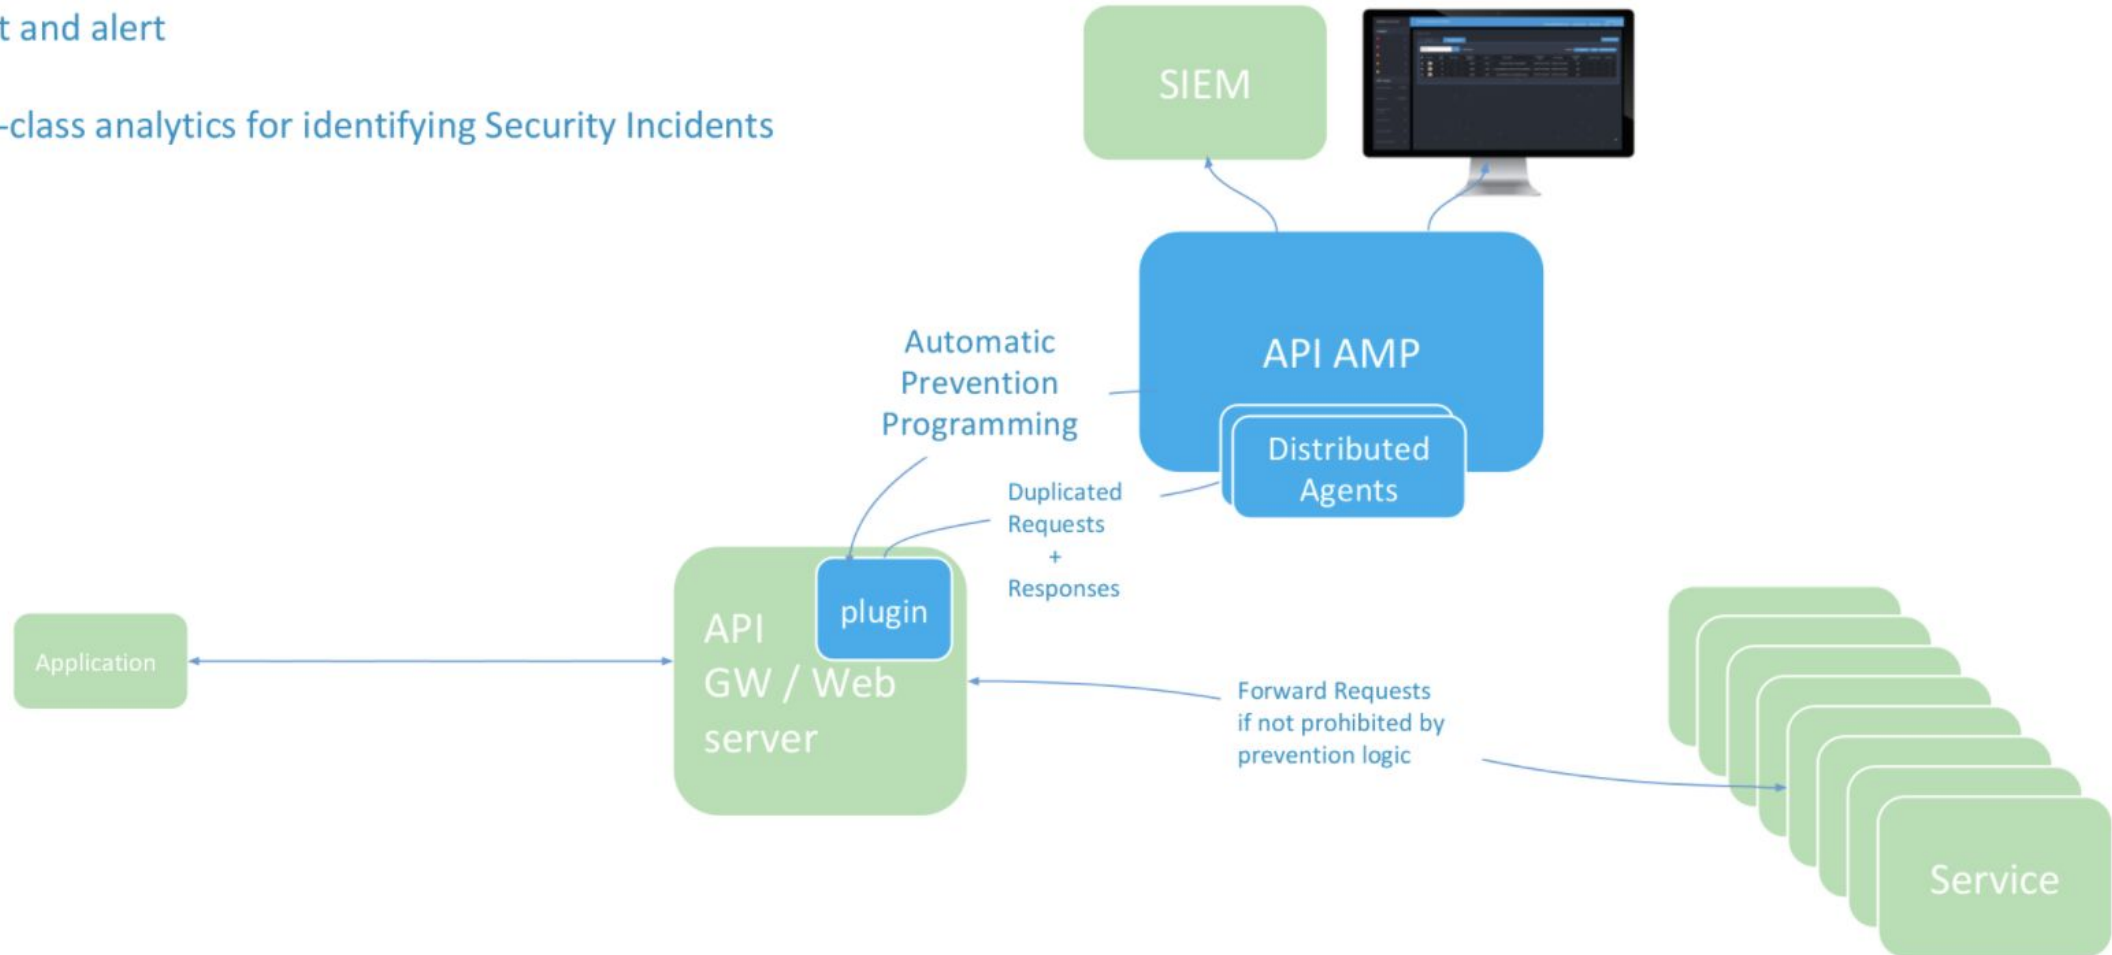 t and alert
-class analytics for identifying Security Incidents
SIEM
API AMP
Automatic
Prevention
Programming
Distributed
Agents
Duplicated
Requests
+
Responses
plugin
API
GW / Web
server
Application
Forward Requests
if not prohibited by
prevention logic
Service